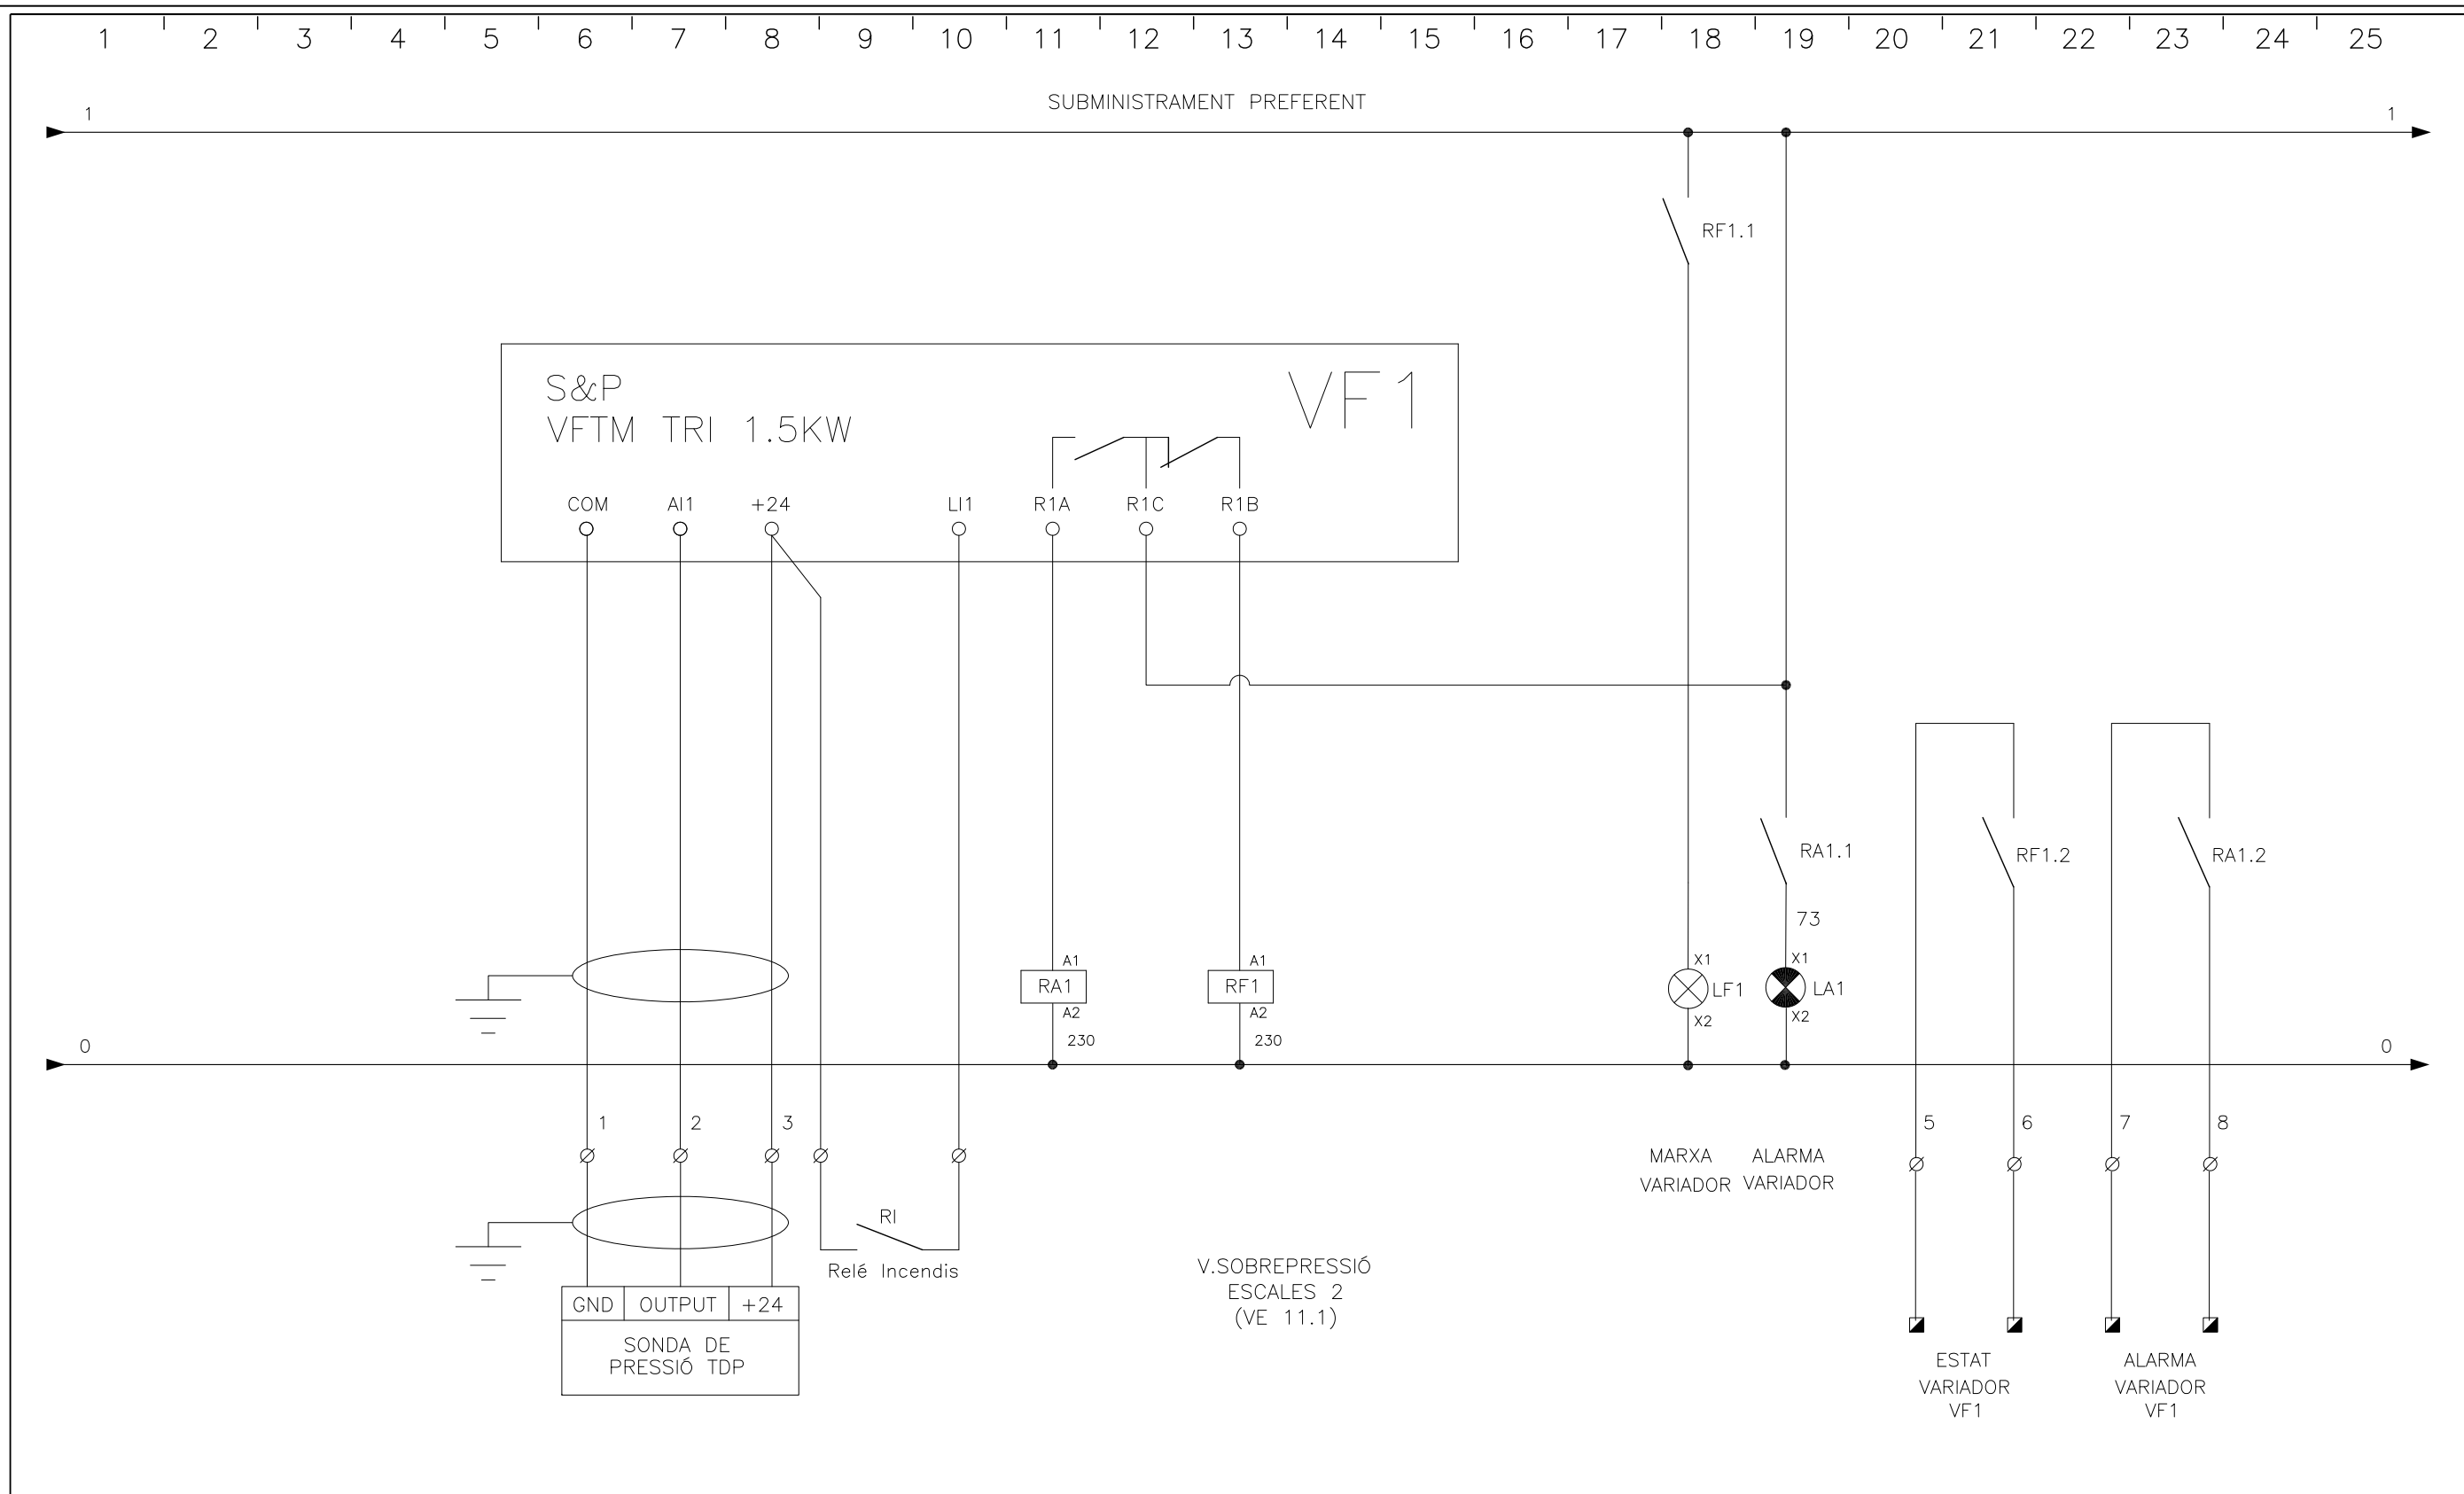 1 2 3 4 5 6 7 8 9 10 11 12 13 14 15 16 17 18 19 20 21 22 23 24 25
SUBMINISTRAMENT PREFERENT
1 1
RF1.1
S&P VF1
VFTM TRI 1.5KW
COM AI1 +24 LI1 R1A R1C R1B
RA1.1 RF1.2 RA1.2
73
A1 A1 X1 X1
RA1 RF1 LF1 LA1
A2 A2 X2 X2
230 230
0 0
1 2 3 5 6 7 8
MARXA
VARIADOR
ALARMA
VARIADOR
RI
Relé Incendis
V.SOBREPRESSIÓ
ESCALES 2
(VE 11.1)
GND OUTPUT +24
SONDA DE
PRESSIÓ TDP
ESTAT
VARIADOR
VF1
ALARMA
VARIADOR
VF1